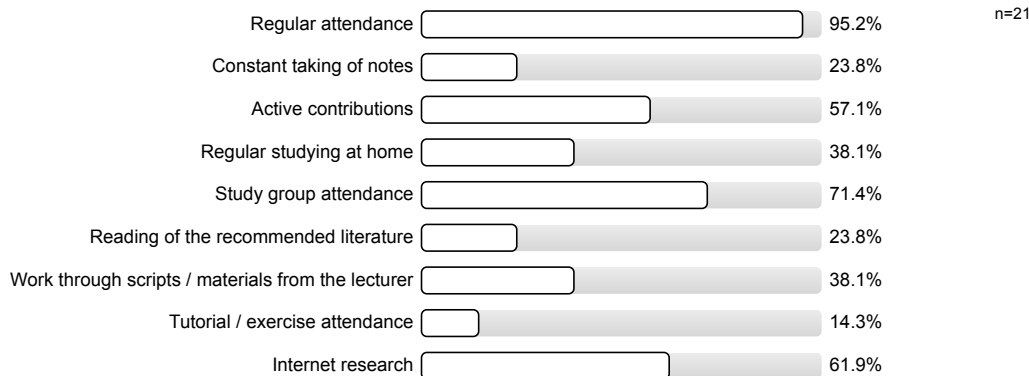 Regular attendance 95.2% n=21
Constant taking of notes 23.8%
Active contributions 57.1%
Regular studying at home 38.1%
Study group attendance 71.4%
Reading of the recommended literature 23.8%
Work through scripts / materials from the lecturer 38.1%
Tutorial / exercise attendance 14.3%
Internet research 61.9%